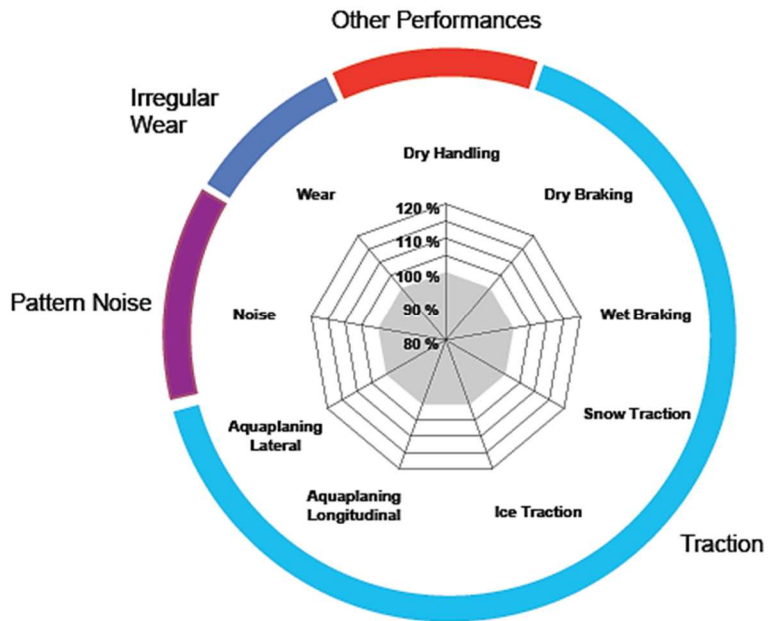 Other Performances
Irregular
Wear
Dry Handling
Wear
Dry Braking
120 %
110 %
100 %
90 %
80 %
Pattern Noise
Noise
Wet Braking
Snow Traction
Aquaplaning
Lateral
Aquaplaning
Longitudinal
Ice Traction
Traction